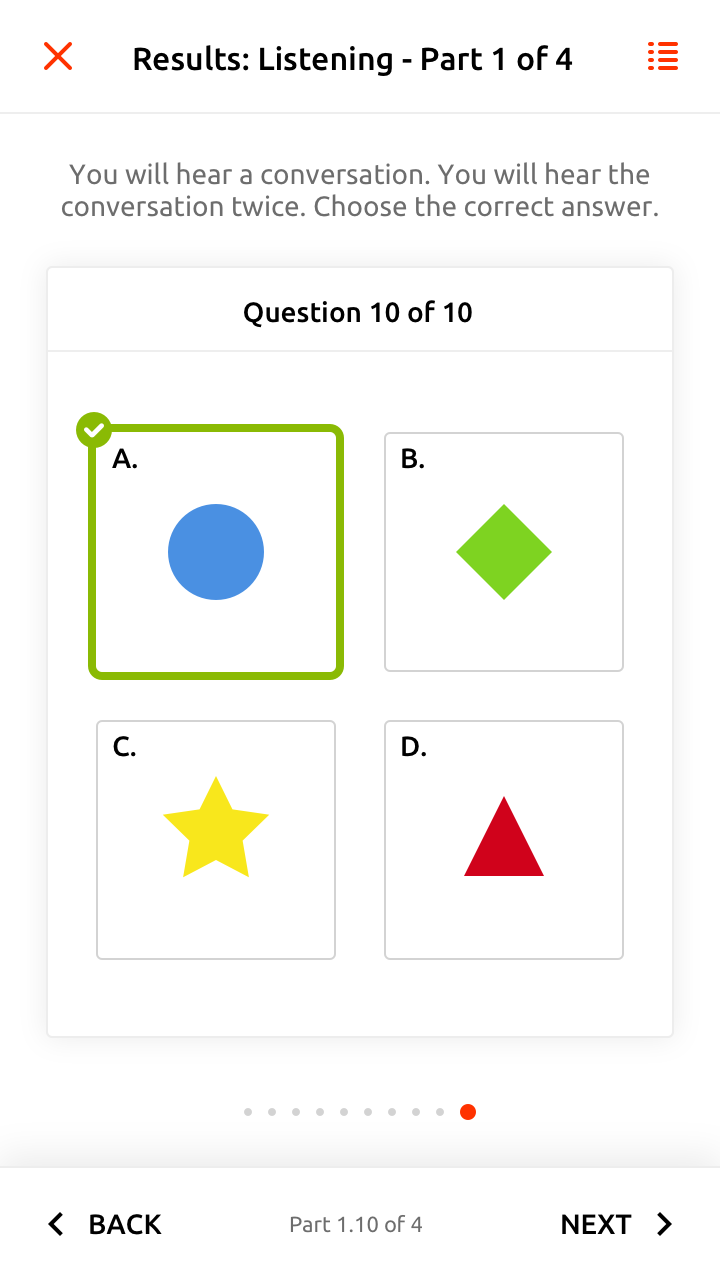 Results: Listening - Part 1 of 4
You will hear a conversation. You will hear the
conversation twice. Choose the correct answer.
Question 10 of 10
A.
B.
C.
D.
BACK
Part 1.10 of 4
NEXT